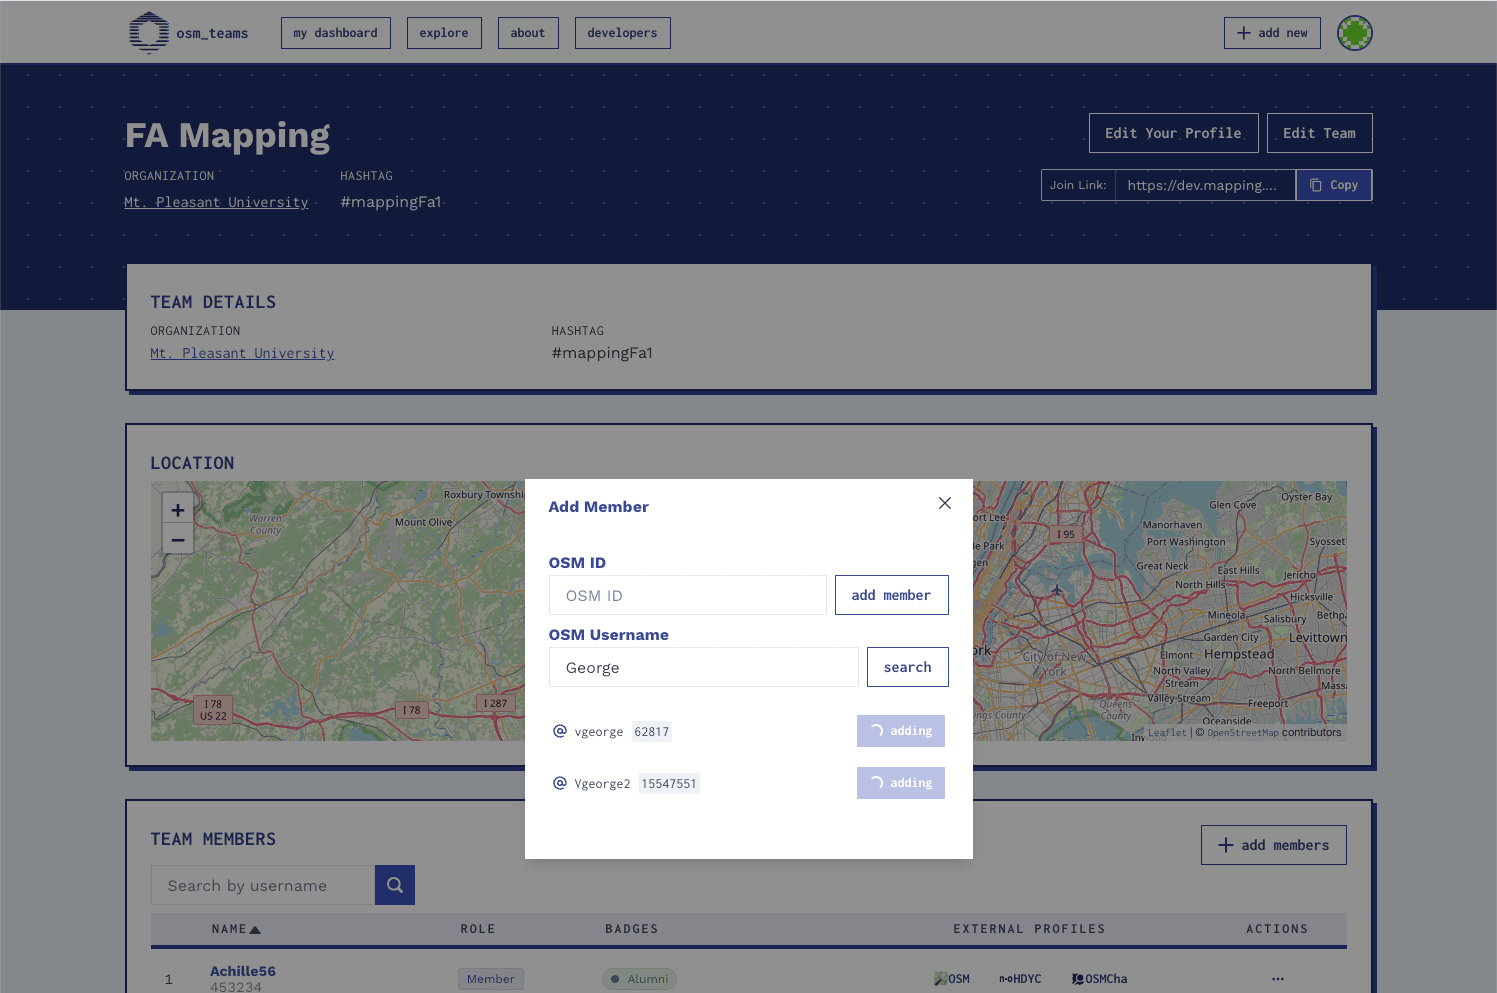 osm_teams
my dashboard
explore
about
developers
+ add new
FA Mapping
Edit Your Profile
Edit Team
ORGANIZATION
HASHTAG
Mt. Pleasant University
#mappingFa1
Join Link:
https://dev.mapping....
Copy
TEAM DETAILS
ORGANIZATION
HASHTAG
Mt. Pleasant University
#mappingFa1
LOCATION
+
−
Warren
County
Roxbury Township
Mount Olive
I 78
US 22
I 78
I 287
ort Lee
I 95
Glen Cove
Oyster Bay
Manorhaven
Port Washington
Syosset
Great Neck
East Hills
Jericho
North Hills
Hicksville
Mineola
Salisbury
Bethpa
Garden City
Levittown
Elmont
Hempstead
City of New
York
North Valley
Stream
North Bellmore
Valley Stream
Massa
Queens
County
Freeport
ngs County
Oceanside
Leaflet | © OpenStreetMap contributors
Add Member
OSM ID
OSM ID
add member
OSM Username
George
search
@ vgeorge 62817
adding
@ Vgeorge2 15547551
adding
TEAM MEMBERS
+ add members
Search by username
NAME
ROLE
BADGES
EXTERNAL PROFILES
ACTIONS
1
Achille56
453234
Member
Alumni
OSM
HDYC
OSMCha
...